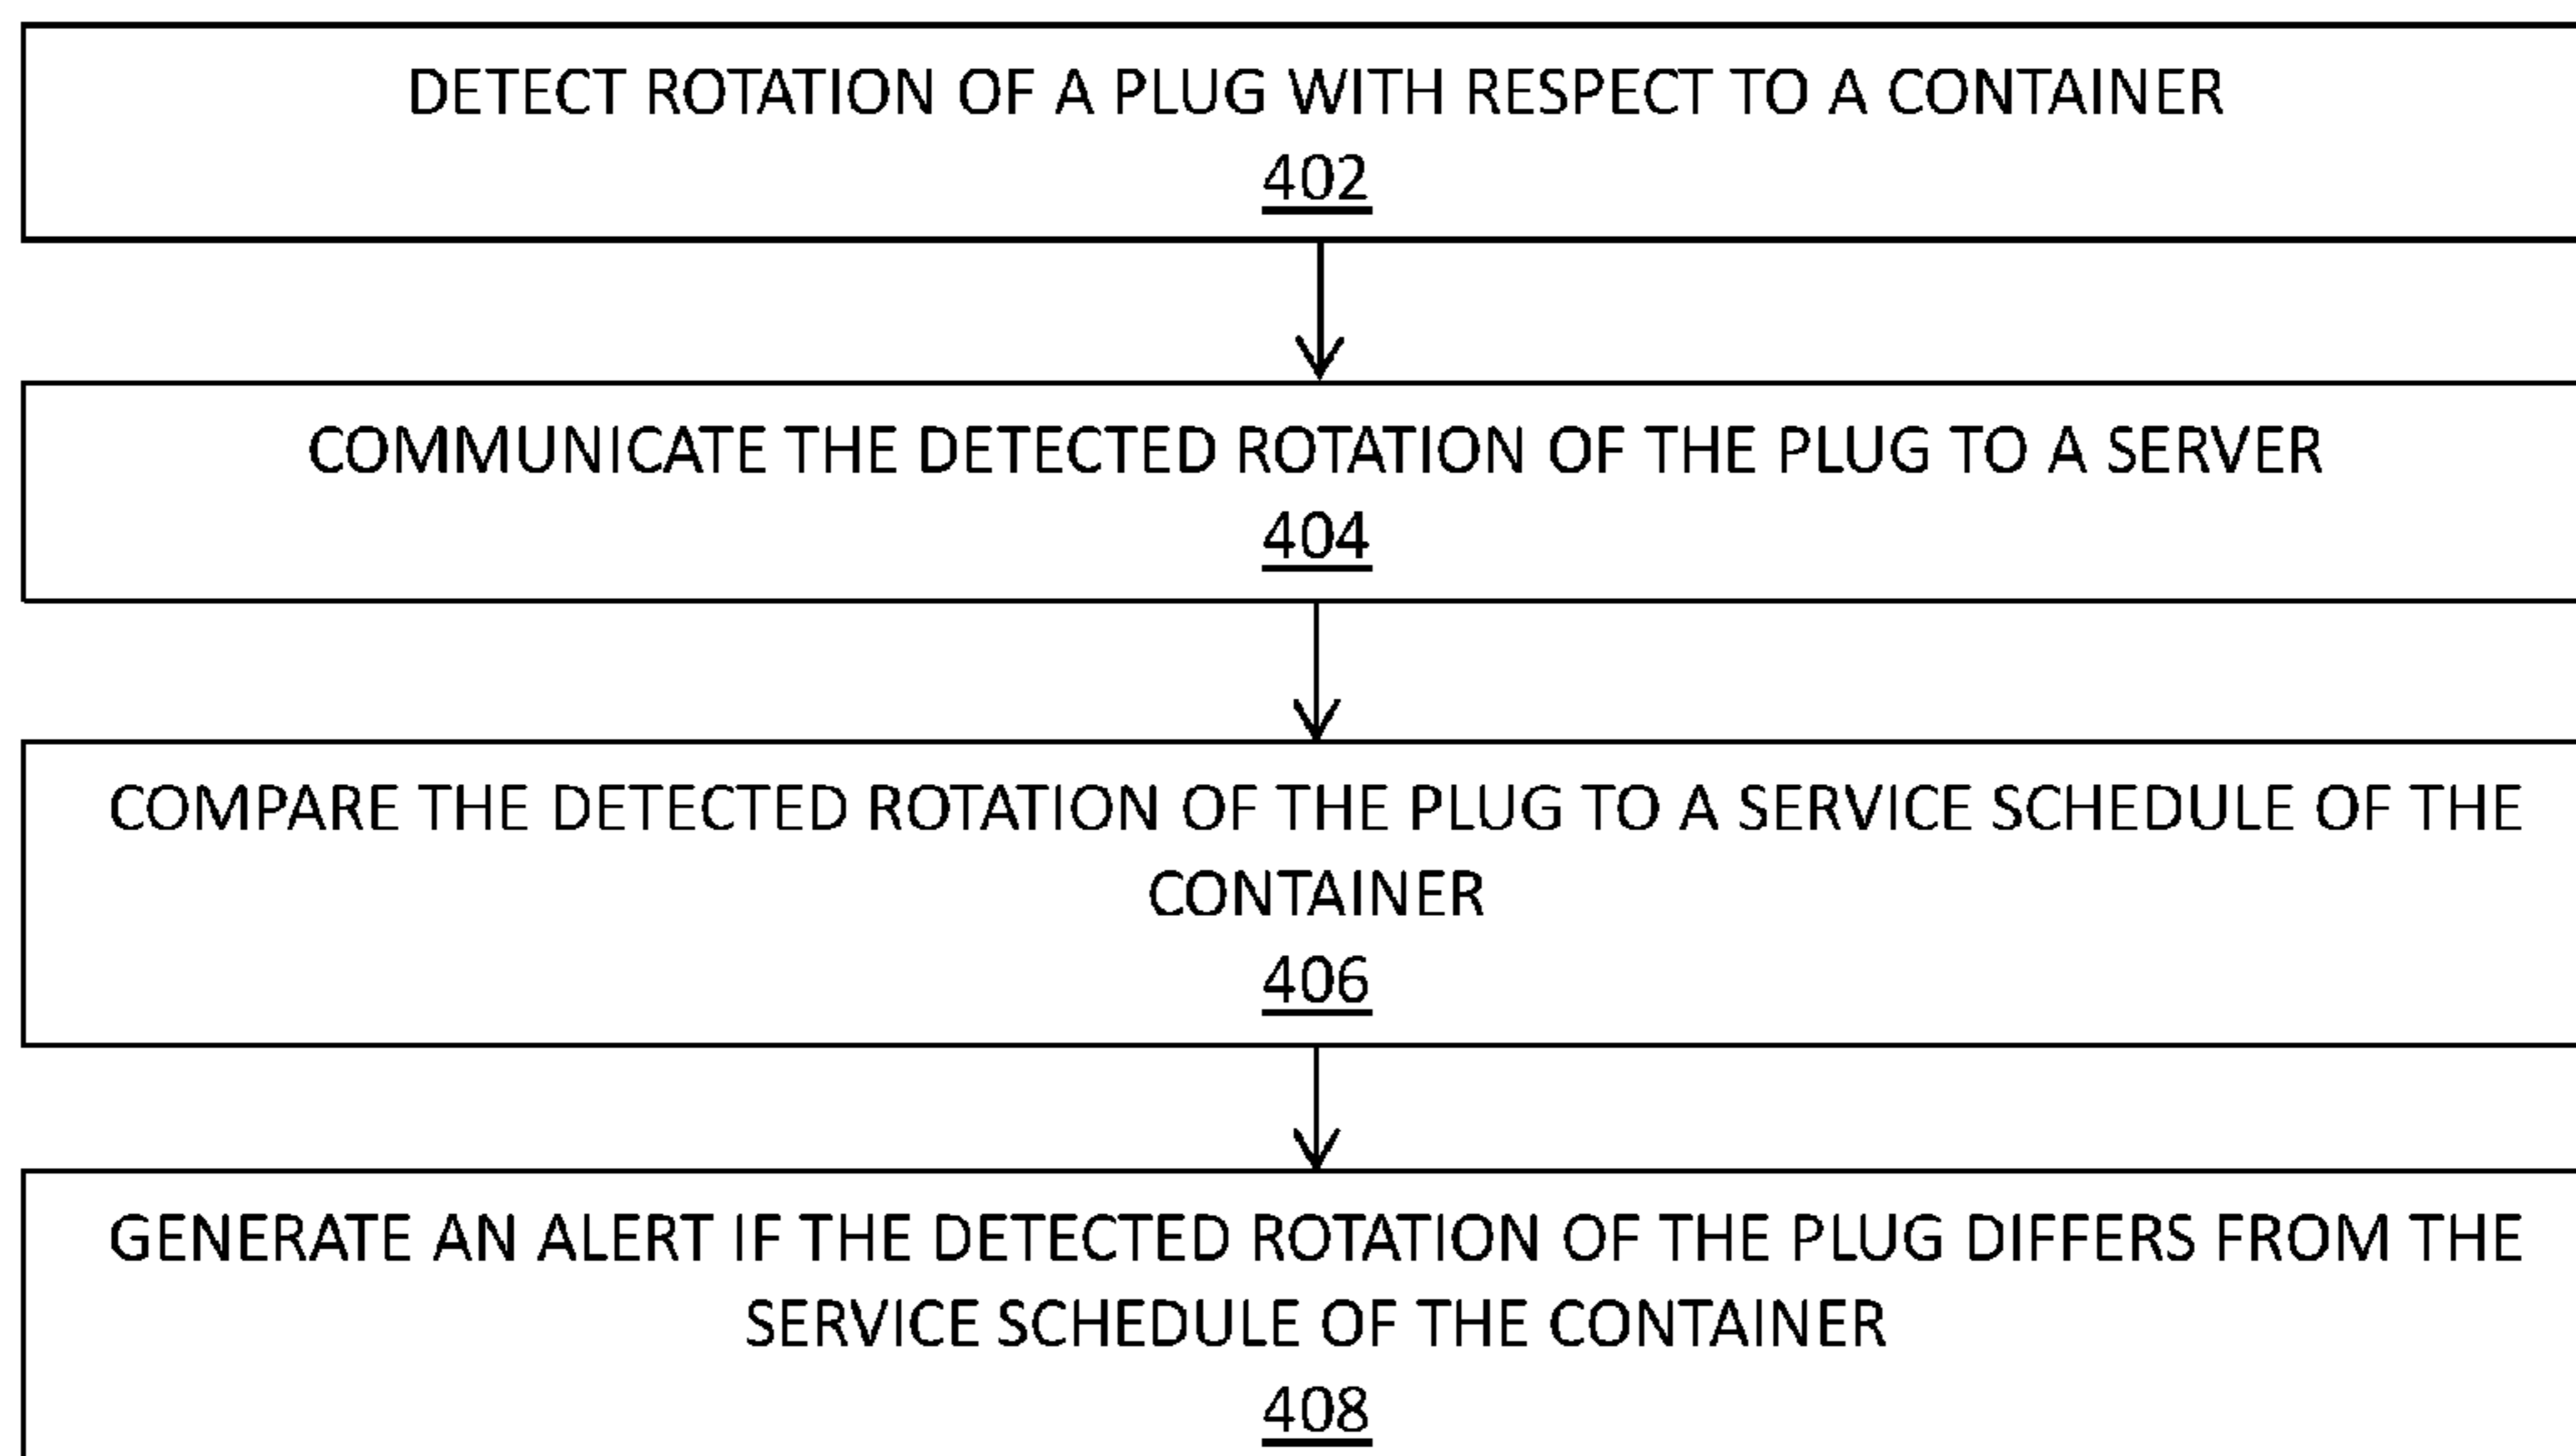 DETECT ROTATION OF A PLUG WITH RESPECT TO A CONTAINER
402
COMMUNICATE THE DETECTED ROTATION OF THE PLUG TO A SERVER
404
COMPARE THE DETECTED ROTATION OF THE PLUG TO A SERVICE SCHEDULE OF THE
CONTAINER
406
GENERATE AN ALERT IF THE DETECTED ROTATION OF THE PLUG DIFFERS FROM THE
SERVICE SCHEDULE OF THE CONTAINER
408